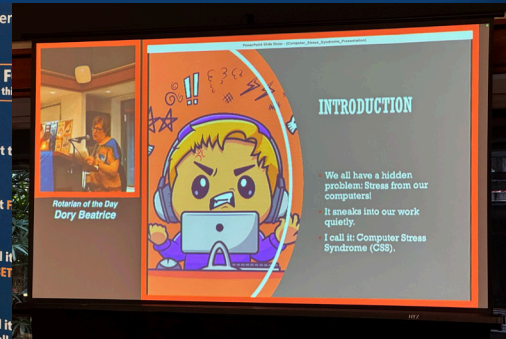 PowerPoint Slide Show - [Computer_Stress_Syndrome_Presentation]
INTRODUCTION
We all have a hidden
problem: Stress from our
computers!
It sneaks into our work
quietly.
I call it: Computer Stress
Syndrome (CSS).
Rotarian of the Day
Dory Beatrice